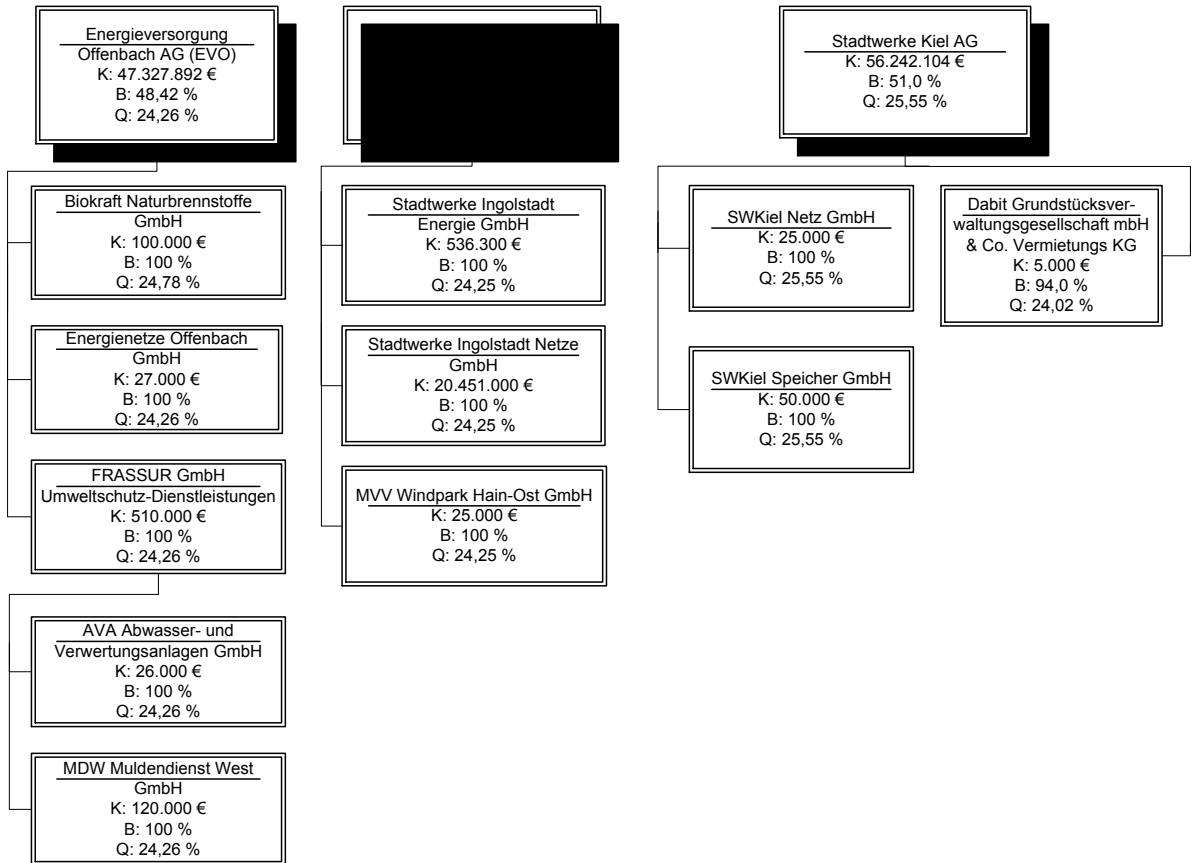 Energieversorgung
Offenbach AG (EVO)
K: 47.327.892 €
B: 48,42 %
Q: 24,26 %
Biokraft Naturbrennstoffe
GmbH
K: 100.000 €
B: 100 %
Q: 24,78 %
Energienetze Offenbach
GmbH
K: 27.000 €
B: 100 %
Q: 24,26 %
FRASSUR GmbH
Umweltschutz-Dienstleistungen
K: 510.000 €
B: 100 %
Q: 24,26 %
AVA Abwasser- und
Verwertungsanlagen GmbH
K: 26.000 €
B: 100 %
Q: 24,26 %
MDW Muldendienst West
GmbH
K: 120.000 €
B: 100 %
Q: 24,26 %
Stadtwerke Ingolstadt
Energie GmbH
K: 536.300 €
B: 100 %
Q: 24,25 %
Stadtwerke Ingolstadt Netze
GmbH
K: 20.451.000 €
B: 100 %
Q: 24,25 %
MVV Windpark Hain-Ost GmbH
K: 25.000 €
B: 100 %
Q: 24,25 %
Stadtwerke Kiel AG
K: 56.242.104 €
B: 51,0 %
Q: 25,55 %
SWKiel Netz GmbH
K: 25.000 €
B: 100 %
Q: 25,55 %
SWKiel Speicher GmbH
K: 50.000 €
B: 100 %
Q: 25,55 %
Dabit Grundstücksver-
waltungsgesellschaft mbH
& Co. Vermietungs KG
K: 5.000 €
B: 94,0 %
Q: 24,02 %